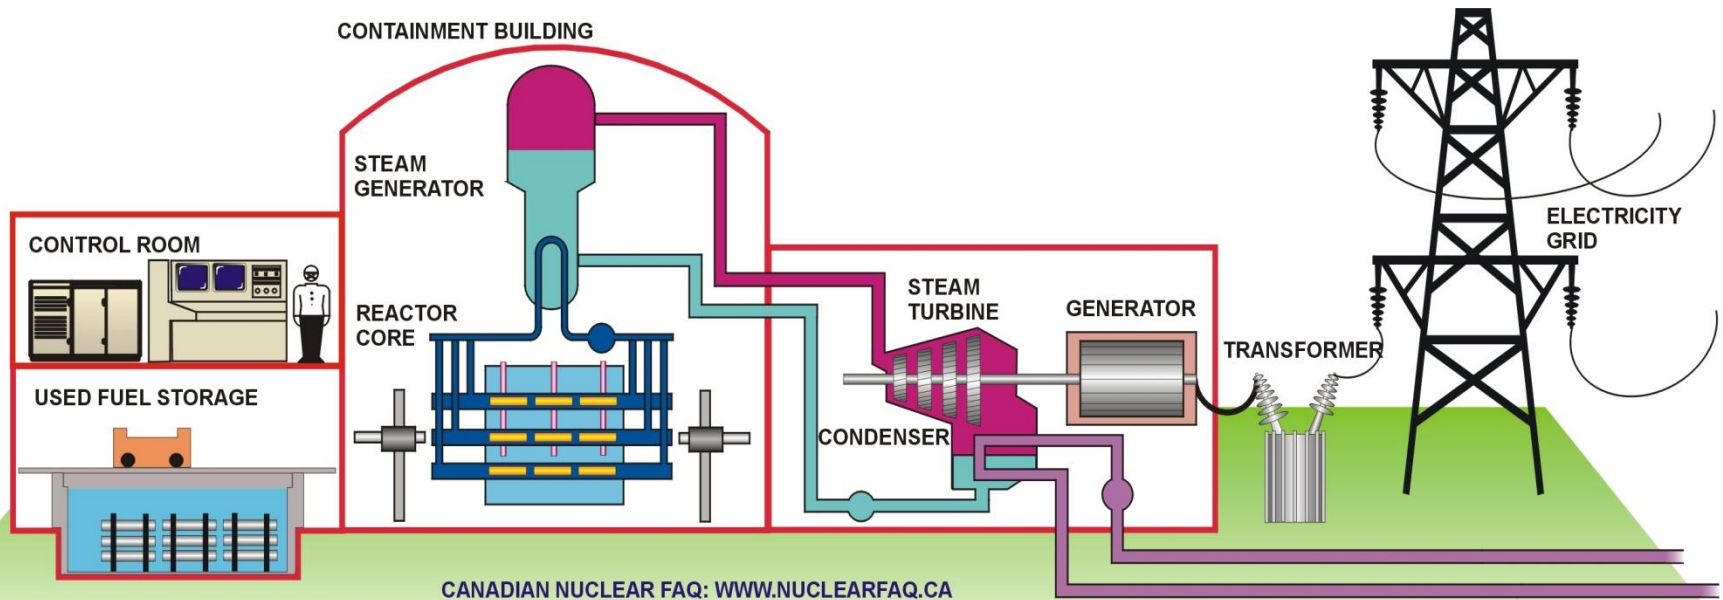 CONTAINMENT BUILDING
STEAM
GENERATOR
CONTROL ROOM
REACTOR
CORE
USED FUEL STORAGE
STEAM
TURBINE
GENERATOR
CONDENSER
TRANSFORMER
ELECTRICITY
GRID
CANADIAN NUCLEAR FAQ: WWW.NUCLEARFAQ.CA